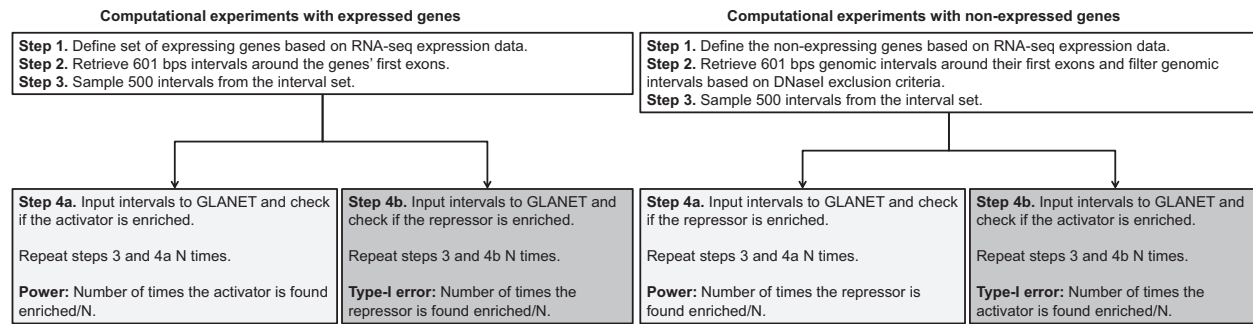 Computational experiments with expressed genes
Step 1. Define set of expressing genes based on RNA-seq expression data.
Step 2. Retrieve 601 bps intervals around the genes' first exons.
Step 3. Sample 500 intervals from the interval set.
Step 4a. Input intervals to GLANET and check
if the activator is enriched.
Repeat steps 3 and 4a N times.
Power: Number of times the activator is found
enriched/N.
Step 4b. Input intervals to GLANET and
check if the repressor is enriched.
Repeat steps 3 and 4b N times.
Type-I error: Number of times the
repressor is found enriched/N.
Computational experiments with non-expressed genes
Step 1. Define the non-expressing genes based on RNA-seq expression data.
Step 2. Retrieve 601 bps genomic intervals around their first exons and filter genomic
intervals based on DNaseI exclusion criteria.
Step 3. Sample 500 intervals from the interval set.
Step 4a. Input intervals to GLANET and check
if the repressor is enriched.
Repeat steps 3 and 4a N times.
Power: Number of times the repressor is
found enriched/N.
Step 4b. Input intervals to GLANET and
check if the activator is enriched.
Repeat steps 3 and 4b N times.
Type-I error: Number of times the
activator is found enriched/N.